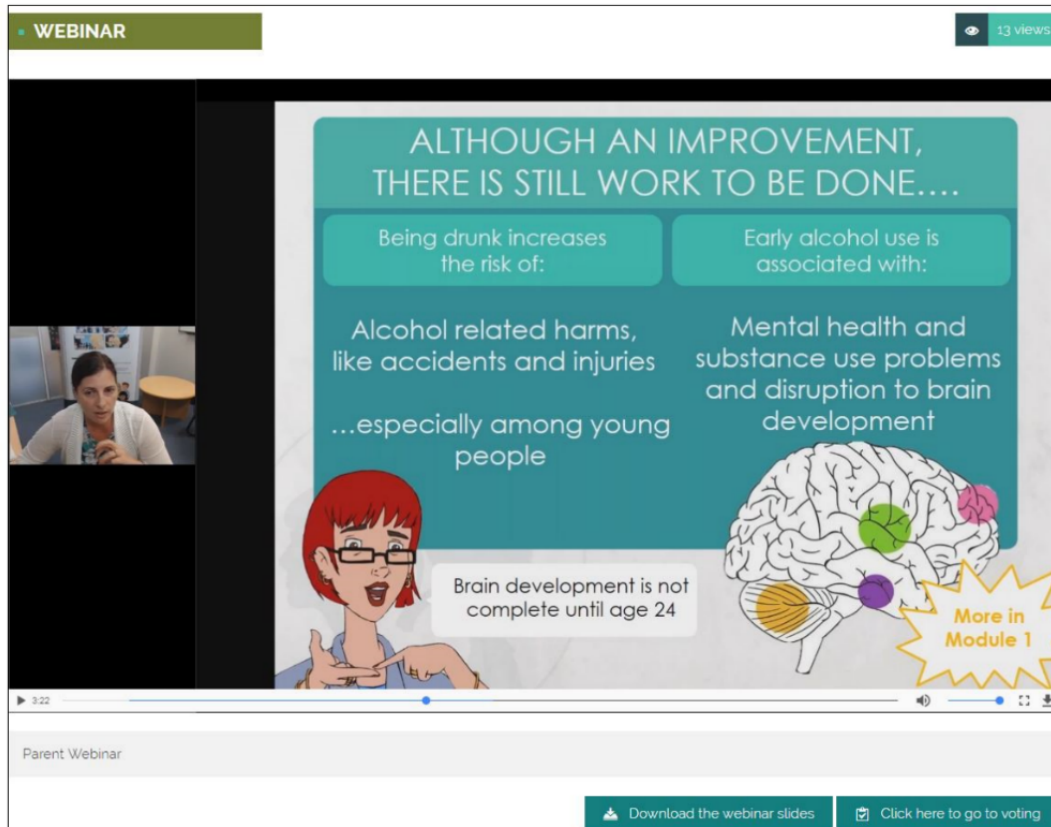 WEBINAR
13 views
ALTHOUGH AN IMPROVEMENT,
THERE IS STILL WORK TO BE DONE....
Being drunk increases
the risk of:
Alcohol related harms,
like accidents and injuries
...especially among young
people
Early alcohol use is
associated with:
Mental health and
substance use problems
and disruption to brain
development
Brain development is not
complete until age 24
More in
Module 1
3:22
Parent Webinar
Download the webinar slides
Click here to go to voting